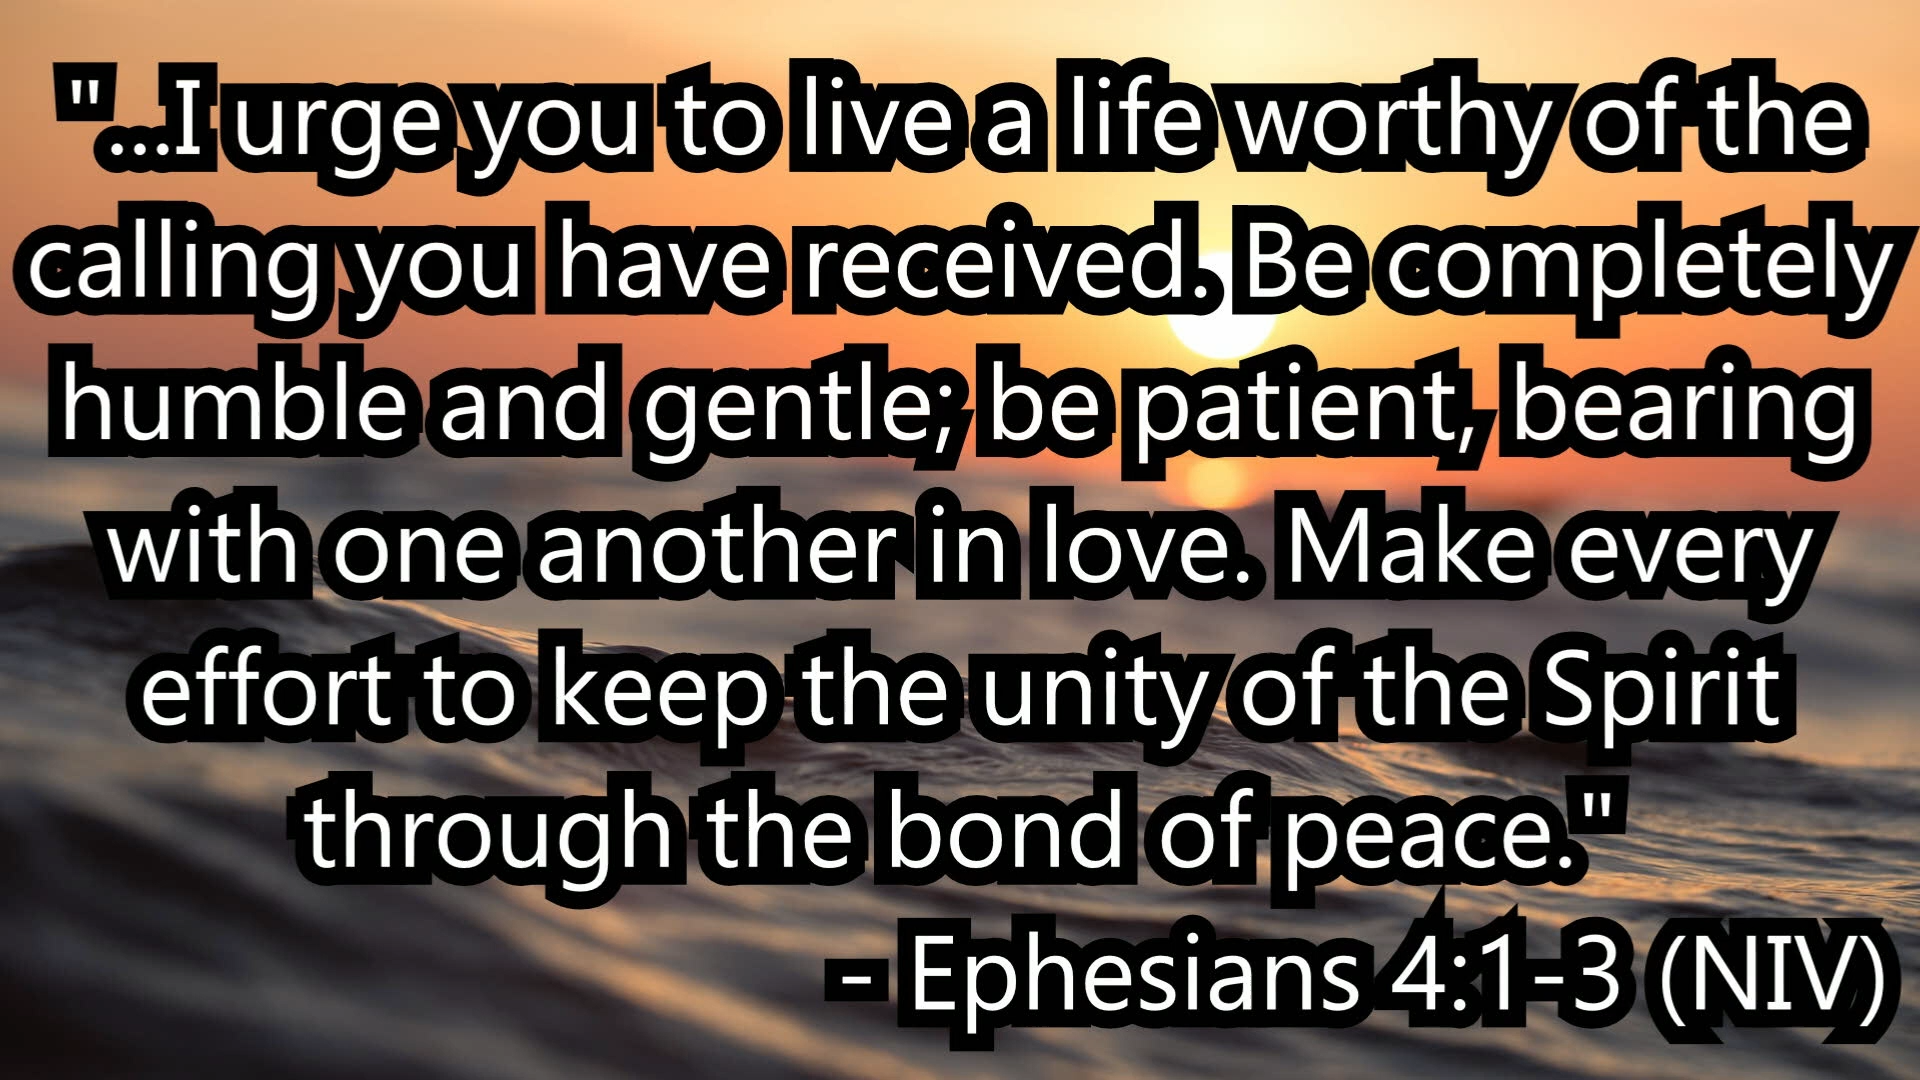 "...I urge you to live a life worthy of the
calling you have received. Be completely
humble and gentle; be patient, bearing
with one another in love. Make every
effort to keep the unity of the Spirit
through the bond of peace."
- Ephesians 4:1-3 (NIV)